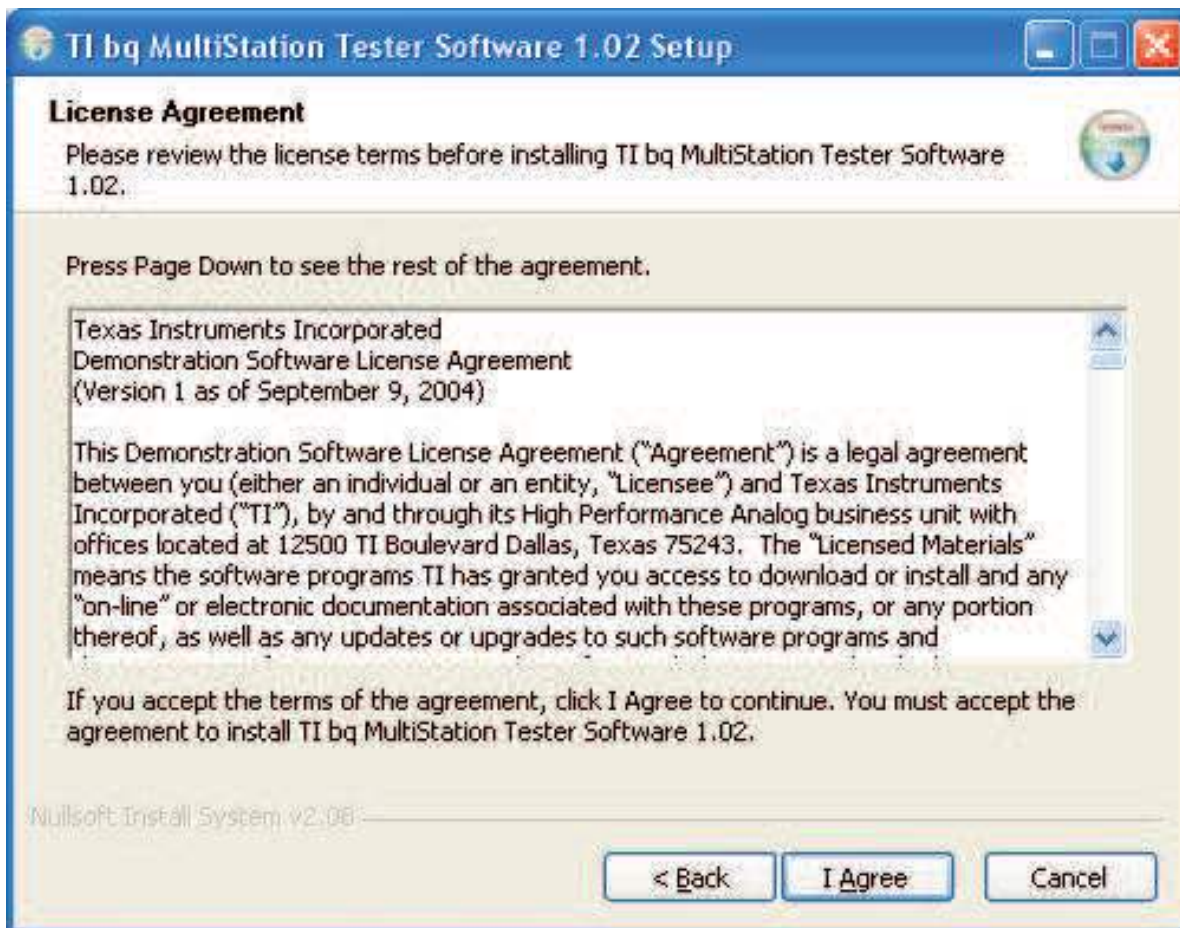 TI bq MultiStation Tester Software 1.02 Setup
License Agreement
Please review the license terms before installing TI bq MultiStation Tester Software
1.02.
Press Page Down to see the rest of the agreement.
Texas Instruments Incorporated
Demonstration Software License Agreement
(Version 1 as of September 9, 2004)
This Demonstration Software License Agreement ("Agreement") is a legal agreement
between you (either an individual or an entity, "Licensee") and Texas Instruments
Incorporated ("TI"), by and through its High Performance Analog business unit with
offices located at 12500 TI Boulevard Dallas, Texas 75243.  The "Licensed Materials"
means the software programs TI has granted you access to download or install and any
"on-line" or electronic documentation associated with these programs, or any portion
thereof, as well as any updates or upgrades to such software programs and
If you accept the terms of the agreement, click I Agree to continue. You must accept the
agreement to install TI bq MultiStation Tester Software 1.02.
Nullsoft Install System v2.08
< Back
I Agree
Cancel